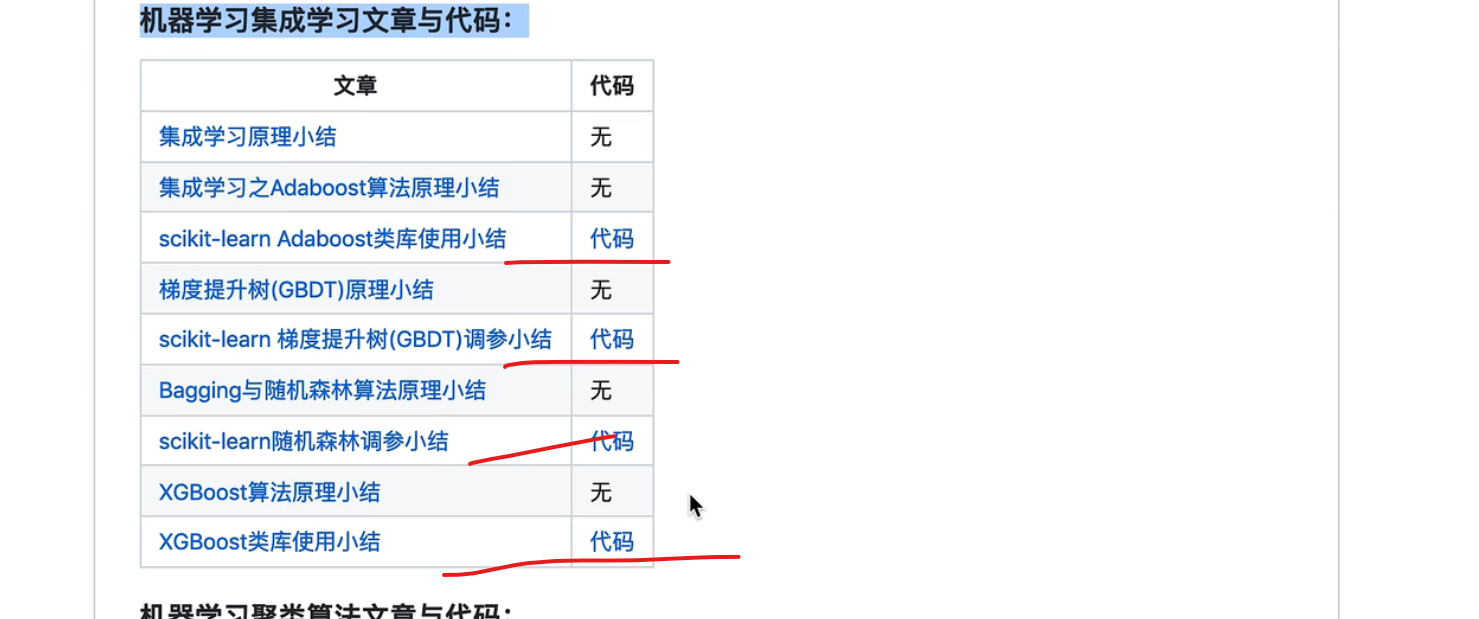 机器学习集成学习文章与代码：
文章 代码
集成学习原理小结 无
集成学习之Adaboost算法原理小结 无
scikit-learn Adaboost类库使用小结 代码
梯度提升树(GBDT)原理小结 无
scikit-learn 梯度提升树(GBDT)调参小结 代码
Bagging与随机森林算法原理小结 无
scikit-learn随机森林调参小结 代码
XGBoost算法原理小结 无
XGBoost类库使用小结 代码
机器学习聚类算法文章与代码：